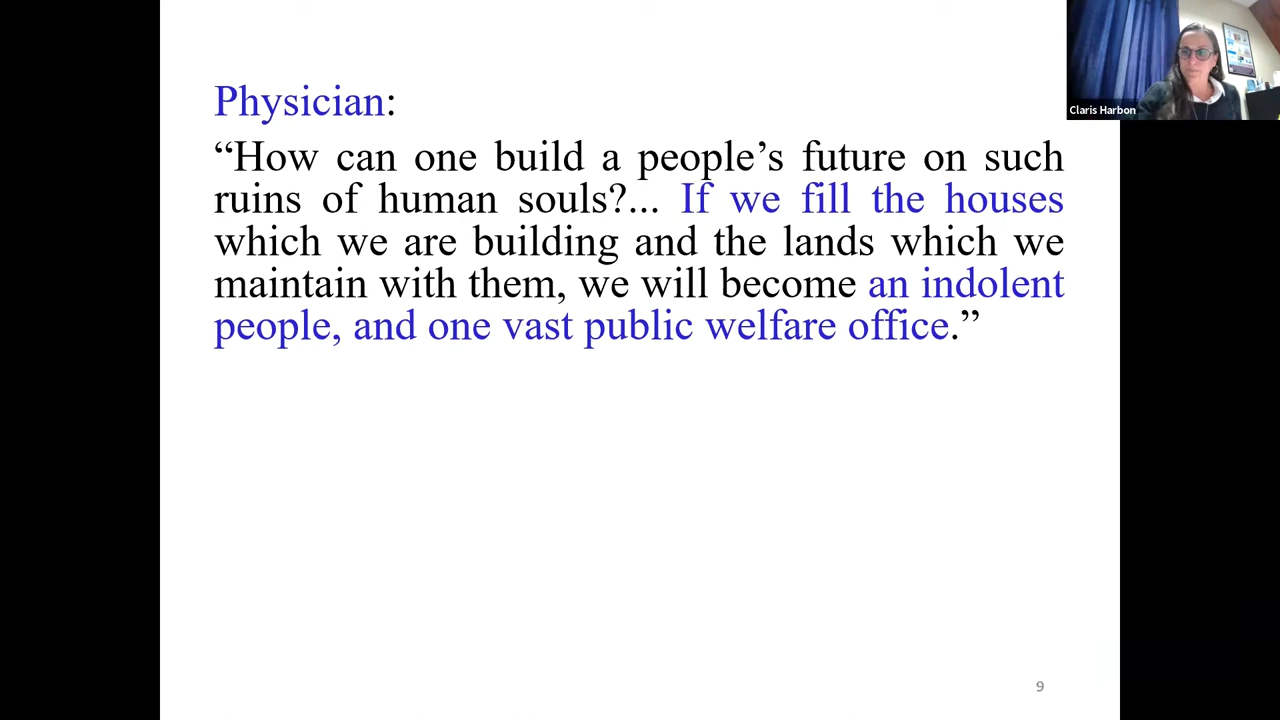 Claris Harbon
Physician:
“How can one build a people’s future on such
ruins of human souls?... If we fill the houses
which we are building and the lands which we
maintain with them, we will become an indolent
people, and one vast public welfare office.”
9